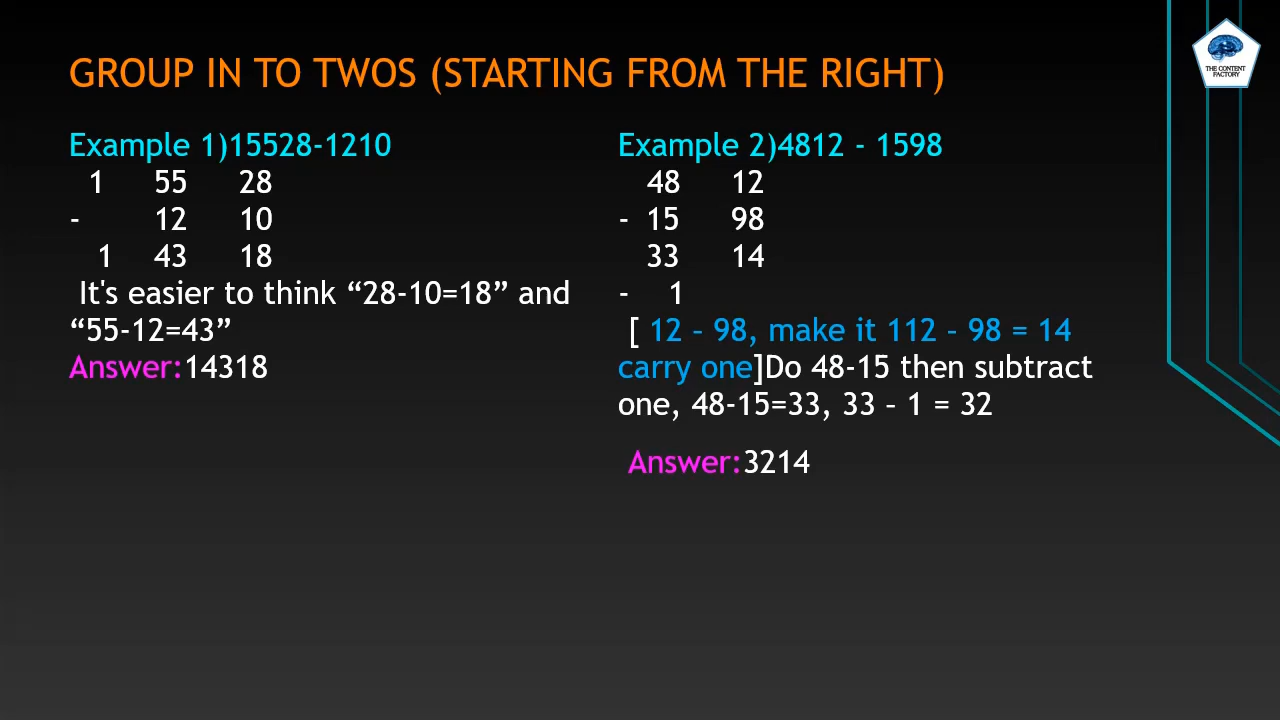 GROUP IN TO TWOS (STARTING FROM THE RIGHT)
THE CONTENT
FACTORY
Example 1)15528-1210
1 55 28
- 12 10
1 43 18
It's easier to think “28-10=18” and
“55-12=43”
Answer:14318
Example 2)4812 - 1598
48 12
- 15 98
33 14
- 1
[ 12 – 98, make it 112 – 98 = 14
carry one]Do 48-15 then subtract
one, 48-15=33, 33 – 1 = 32
Answer:3214